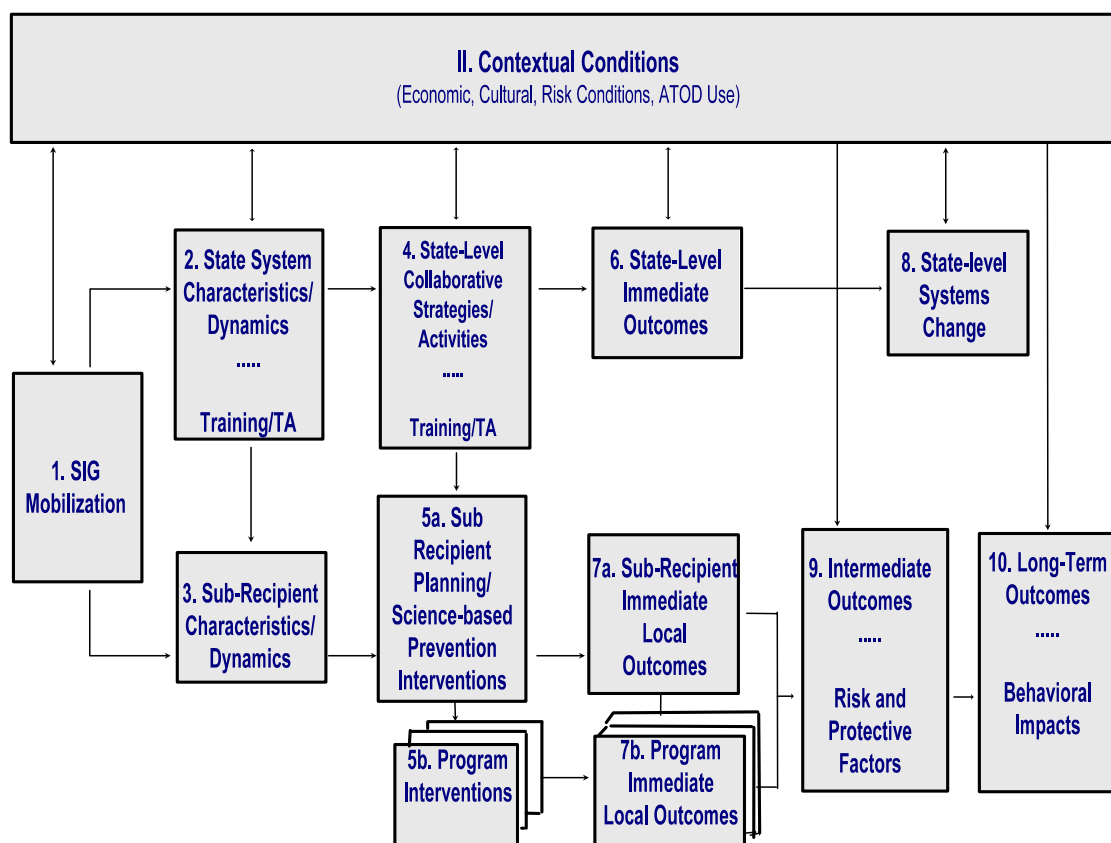 II. Contextual Conditions
(Economic, Cultural, Risk Conditions, ATOD Use)
1. SIG
Mobilization
2. State System
Characteristics/
Dynamics
.....
Training/TA
3. Sub-Recipient
Characteristics/
Dynamics
4. State-Level
Collaborative
Strategies/
Activities
.....
Training/TA
5a. Sub
Recipient
Planning/
Science-based
Prevention
Interventions
5b. Program
Interventions
6. State-Level
Immediate
Outcomes
7a. Sub-Recipient
Immediate
Local
Outcomes
7b. Program
Immediate
Local Outcomes
8. State-level
Systems
Change
9. Intermediate
Outcomes
.....
Risk and
Protective
Factors
10. Long-Term
Outcomes
.....
Behavioral
Impacts